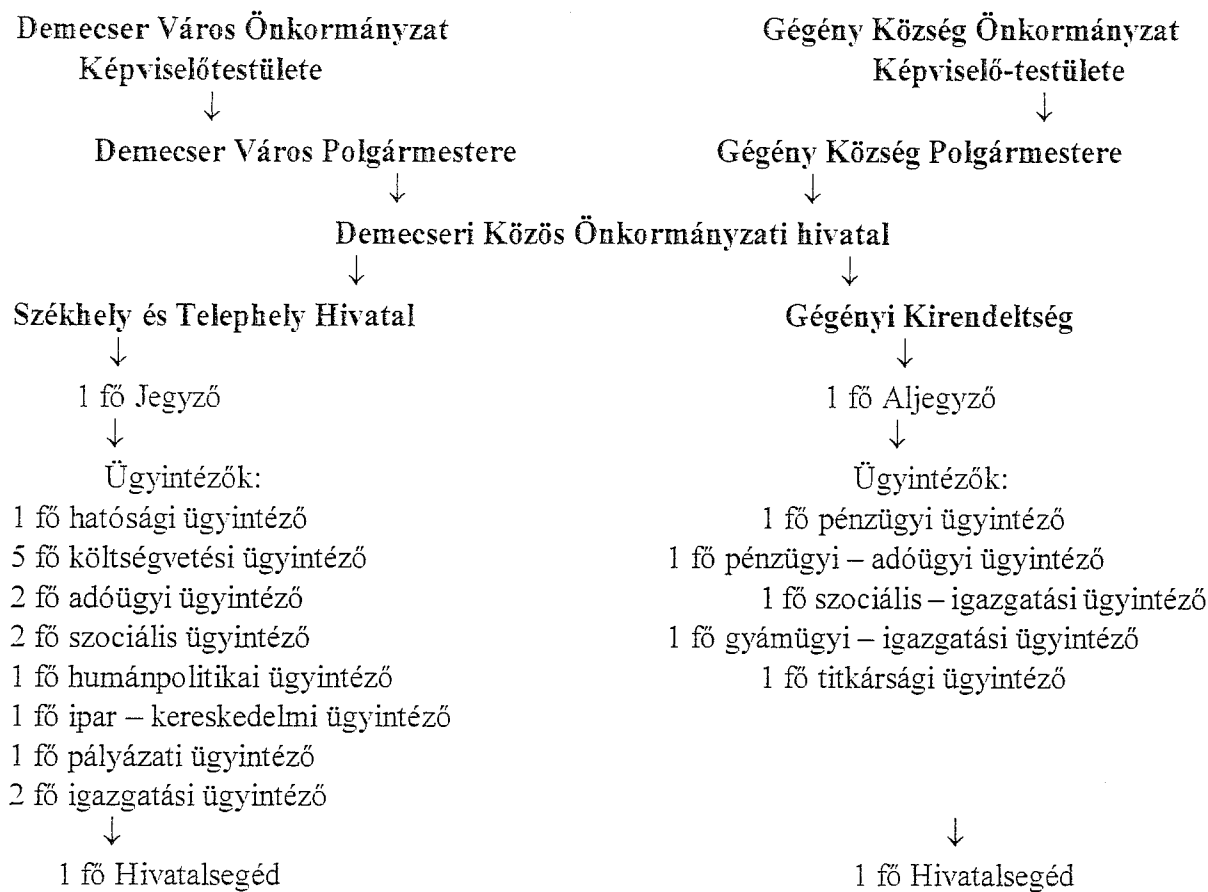 Demecser Város Önkormányzat
Képviselőtestülete
↓
Demecser Város Polgármestere
↓
Gégény Község Önkormányzat
Képviselő-testülete
↓
Gégény Község Polgármestere
↓
Demecseri Közös Önkormányzati hivatal
↓
Székhely és Telephely Hivatal
↓
1 fő Jegyző
↓
Ügyintézők:
1 fő hatósági ügyintéző
5 fő költségvetési ügyintéző
2 fő adóügyi ügyintéző
2 fő szociális ügyintéző
1 fő humánpolitikai ügyintéző
1 fő ipar – kereskedelmi ügyintéző
1 fő pályázati ügyintéző
2 fő igazgatási ügyintéző
↓
1 fő Hivatalsegéd
↓
Gégényi Kirendeltség
↓
1 fő Aljegyző
↓
Ügyintézők:
1 fő pénzügyi ügyintéző
1 fő pénzügyi – adóügyi ügyintéző
1 fő szociális – igazgatási ügyintéző
1 fő gyámügyi – igazgatási ügyintéző
1 fő titkársági ügyintéző
↓
1 fő Hivatalsegéd